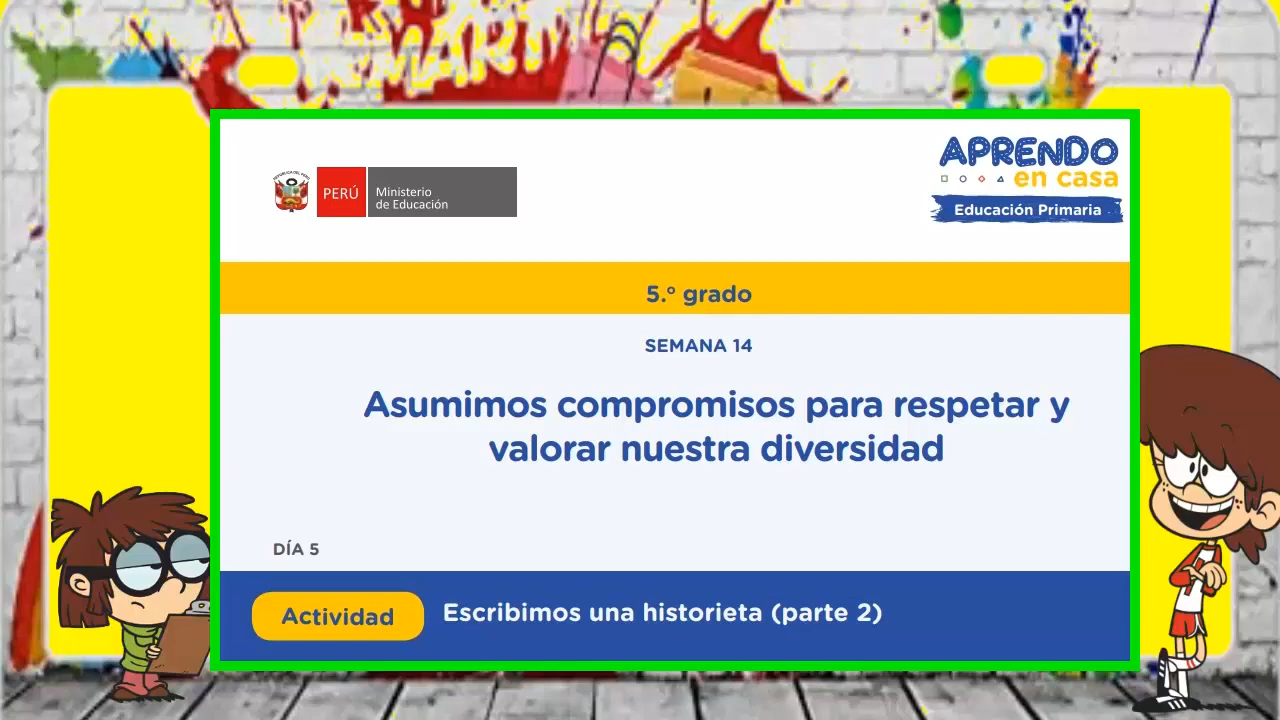 PERÚ
Ministerio
de Educación
APRENDO
en casa
Educación Primaria
5.° grado
SEMANA 14
Asumimos compromisos para respetar y
valorar nuestra diversidad
DÍA 5
Actividad
Escribimos una historieta (parte 2)